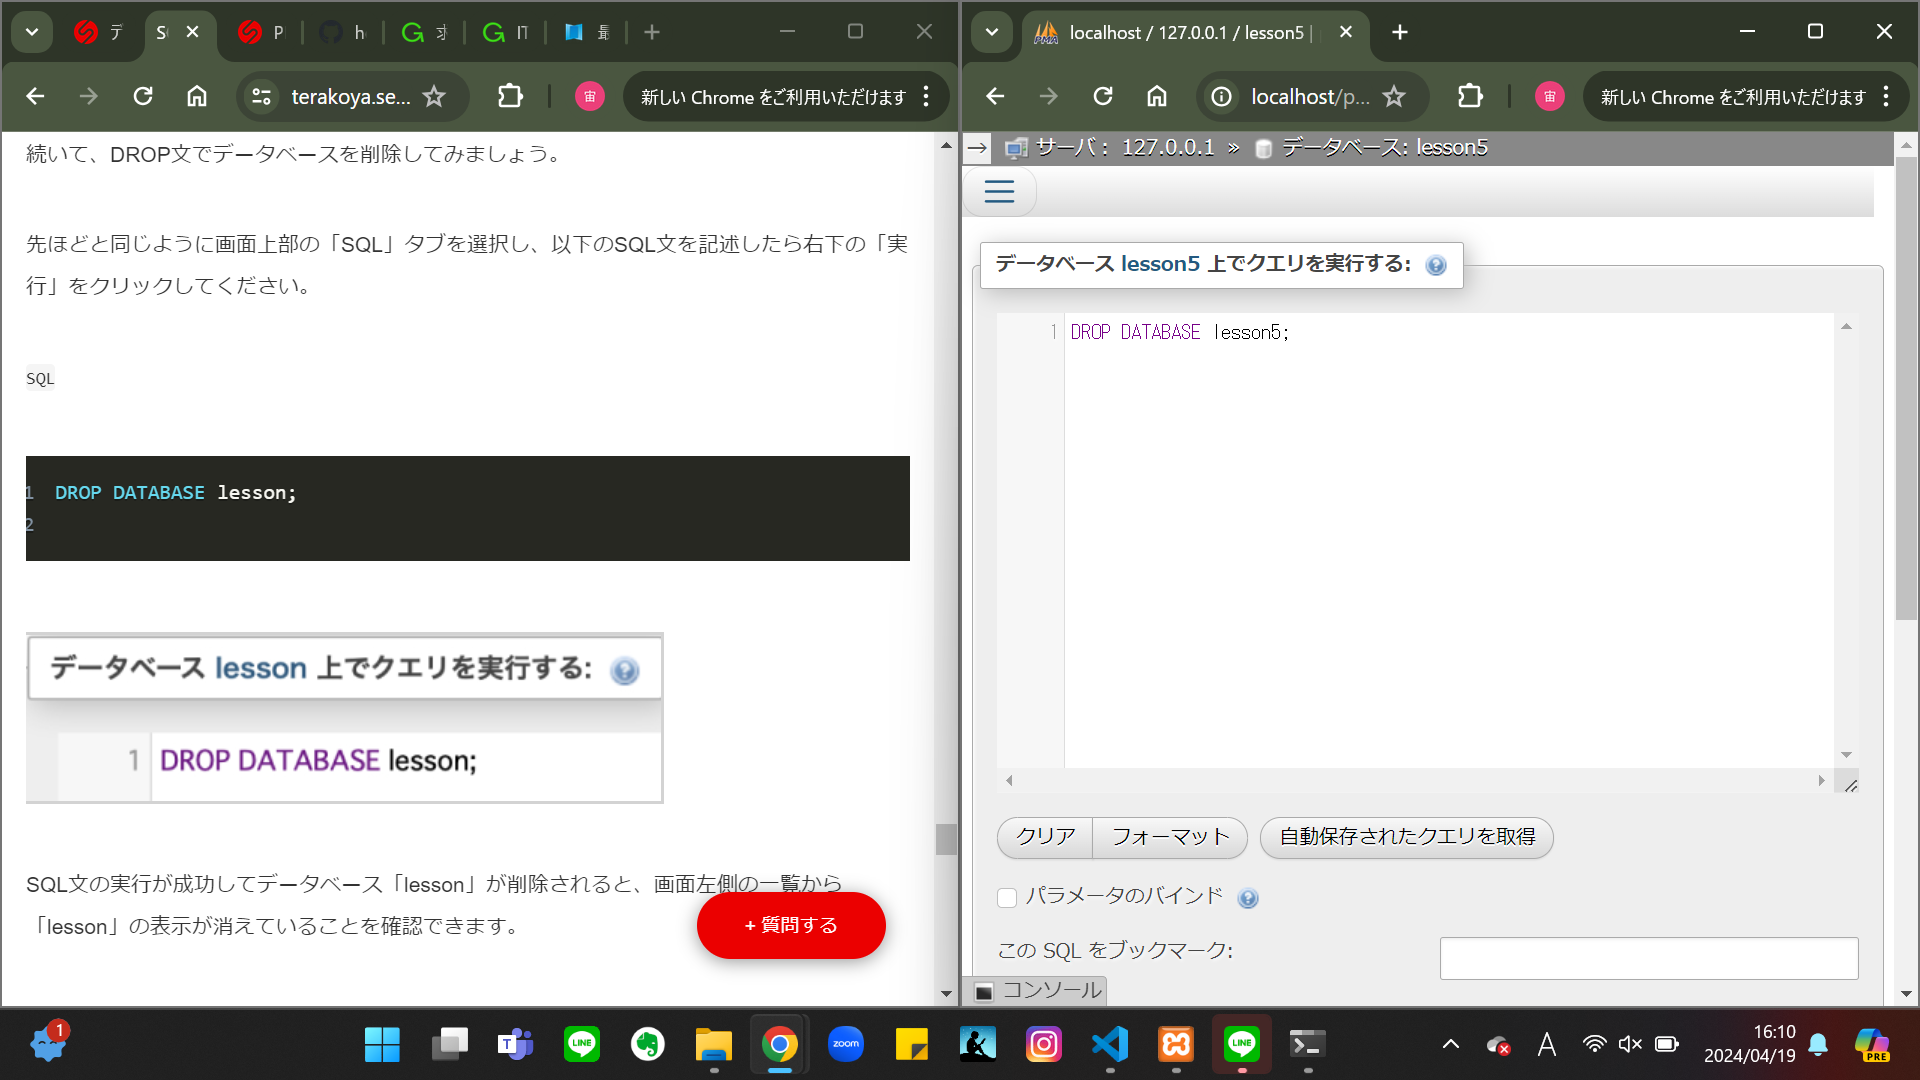 デ
S
P
h
求
IT
最
terakoya.se...
宙
新しい Chrome をご利用いただけます
続いて、DROP文でデータベースを削除してみましょう。
先ほどと同じように画面上部の「SQL」タブを選択し、以下のSQL文を記述したら右下の「実
行」をクリックしてください。
SQL
1 DROP DATABASE lesson;
2
データベース lesson 上でクエリを実行する:
1 DROP DATABASE lesson;
SQL文の実行が成功してデータベース「lesson」が削除されると、画面左側の一覧から
「lesson」の表示が消えていることを確認できます。
+ 質問する
localhost / 127.0.0.1 / lesson5 |
localhost/p...
宙
新しい Chrome をご利用いただけます
サーバ: 127.0.0.1 » データベース: lesson5
データベース lesson5 上でクエリを実行する:
1 DROP DATABASE lesson5;
クリア フォーマット 自動保存されたクエリを取得
パラメータのバインド
この SQL をブックマーク:
コンソール
1
LINE
zoom
LINE
A
16:10
2024/04/19
PRE